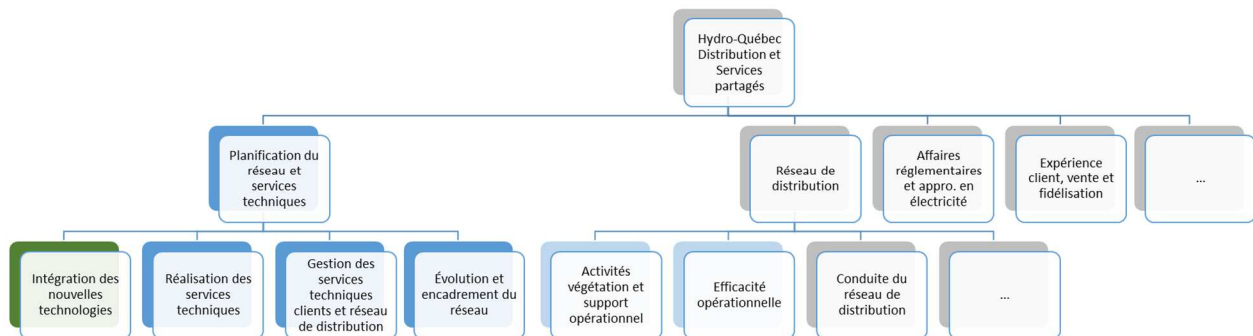 Hydro-Québec
Distribution et
Services
partagés
Planification du
réseau et
services
techniques
Réseau de
distribution
Affaires
réglementaires
et appro. en
électricité
Expérience
client, vente et
fidélisation
...
Intégration des
nouvelles
technologies
Réalisation des
services techniques
Gestion des
services
techniques
clients et réseau
de distribution
Évolution et
encadrement du
réseau
Activités
végétation et
support
opérationnel
Efficacité
opérationnelle
Conduite du
réseau de
distribution
...